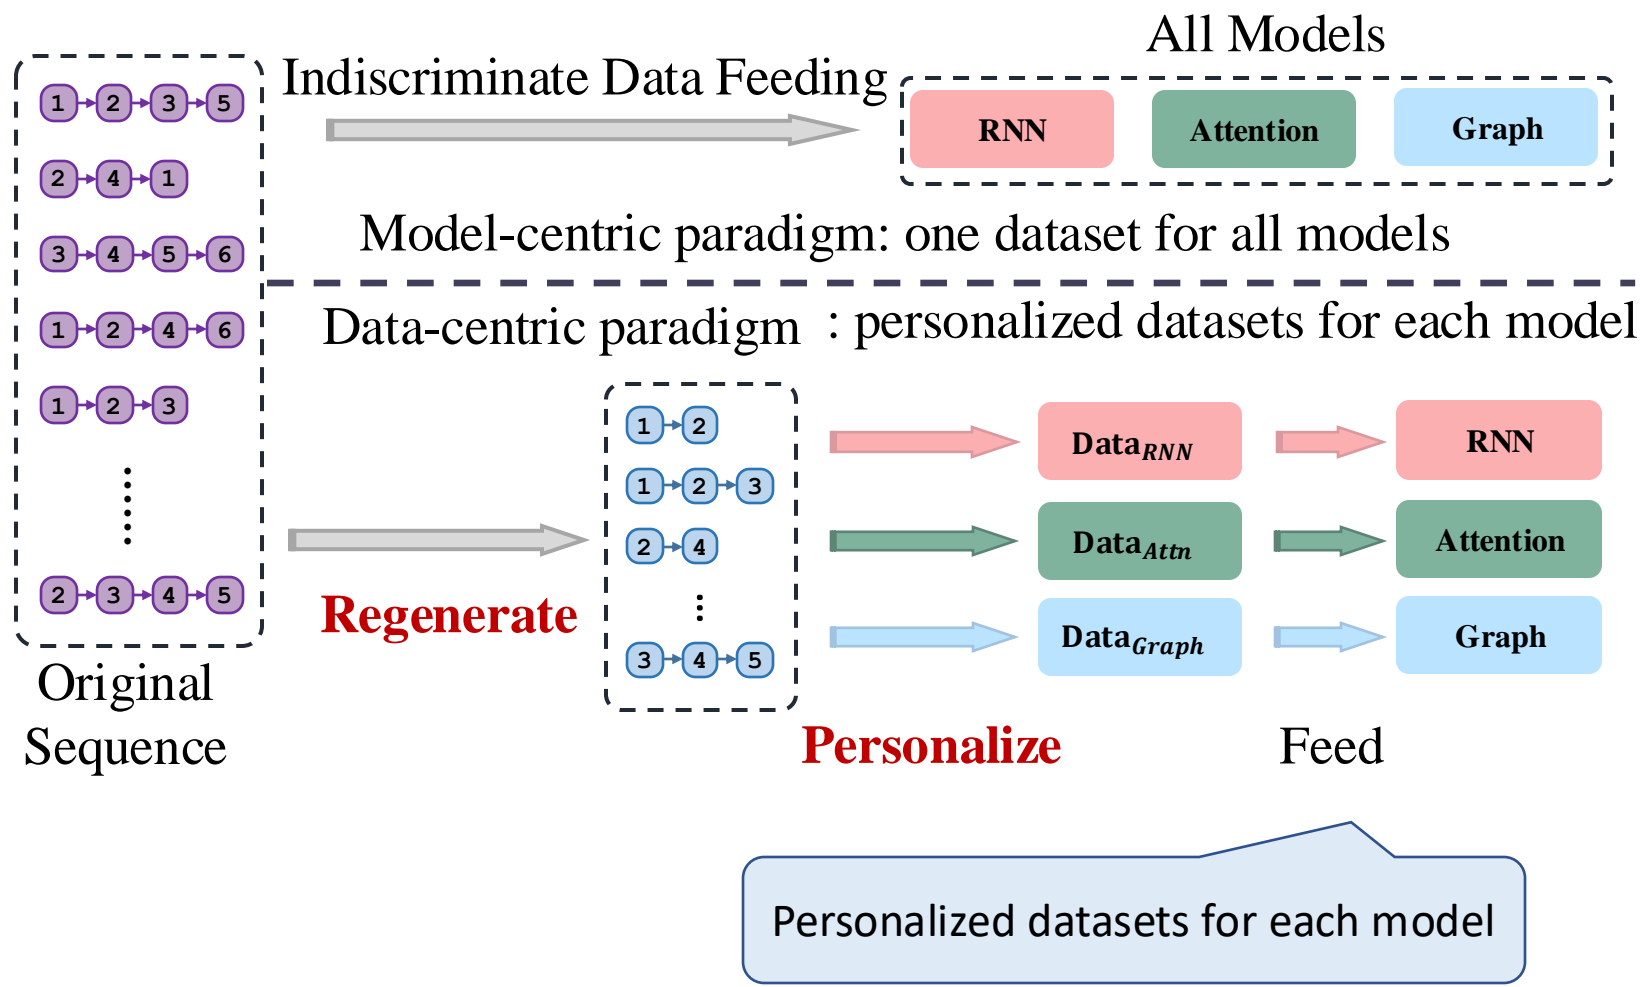 All Models
Indiscriminate Data Feeding
RNN Attention Graph
1 2 3 5
2 4 1
3 4 5 6
1 2 4 6
1 2 3
2 3 4 5
Original
Sequence
Model-centric paradigm: one dataset for all models
Data-centric paradigm : personalized datasets for each model
Regenerate
1 2
1 2 3
2 4
3 4 5
Personalize
Data_RNN RNN
Data_Attn Attention
Data_Graph Graph
Feed
Personalized datasets for each model